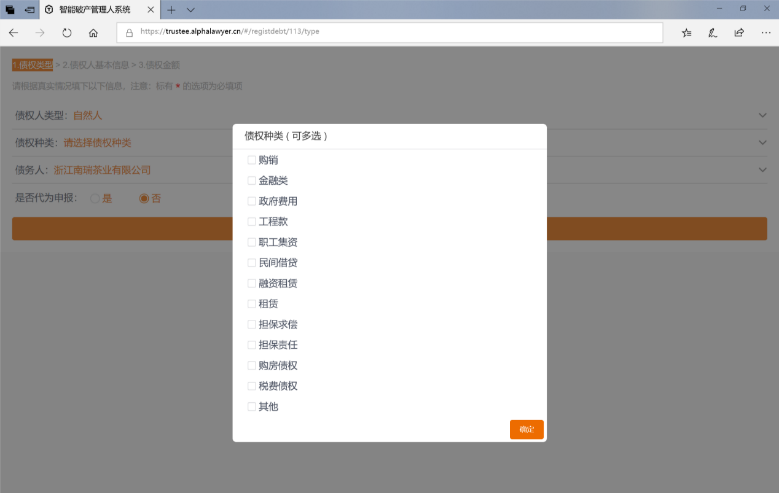 智能破产管理人系统
https://trustee.alphalawyer.cn/#/registdebt/113/type
1.债权类型 > 2.债权人基本信息 > 3.债权金额
请根据真实情况填下以下信息，注意：标有 * 的选项为必填项
债权人类型：自然人
债权种类：请选择债权种类
债务人：浙江南瑞茶业有限公司
是否代为申报： 是 否
债权种类（可多选）
购销
金融类
政府费用
工程款
职工集资
民间借贷
融资租赁
租赁
担保求偿
担保责任
购房债权
税费债权
其他
确定